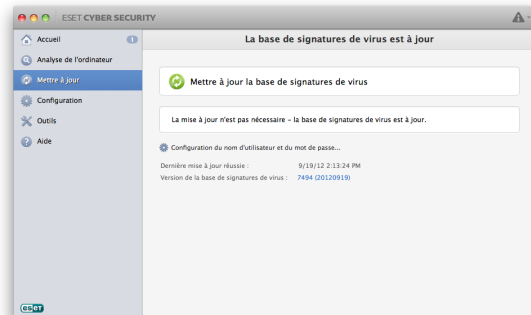 ESET CYBER SECURITY
Accueil
1
La base de signatures de virus est à jour
Analyse de l'ordinateur
Mettre à jour
Mettre à jour la base de signatures de virus
Configuration
Outils
La mise à jour n'est pas nécessaire – la base de signatures de virus est à jour.
Aide
Configuration du nom d'utilisateur et du mot de passe...
Dernière mise à jour réussie : 9/19/12 2:13:24 PM
Version de la base de signatures de virus : 7494 (20120919)
eseT